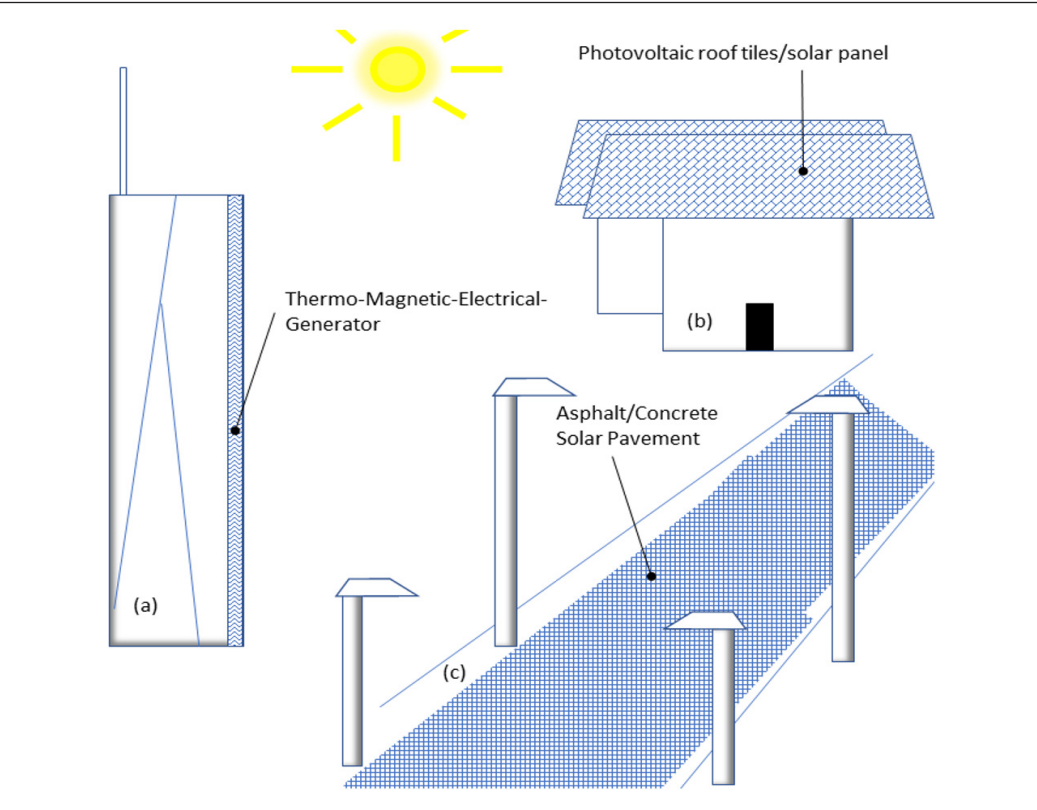 Photovoltaic roof tiles/solar panel
Thermo-Magnetic-Electrical-
Generator
(b)
Asphalt/Concrete
Solar Pavement
(a)
(c)